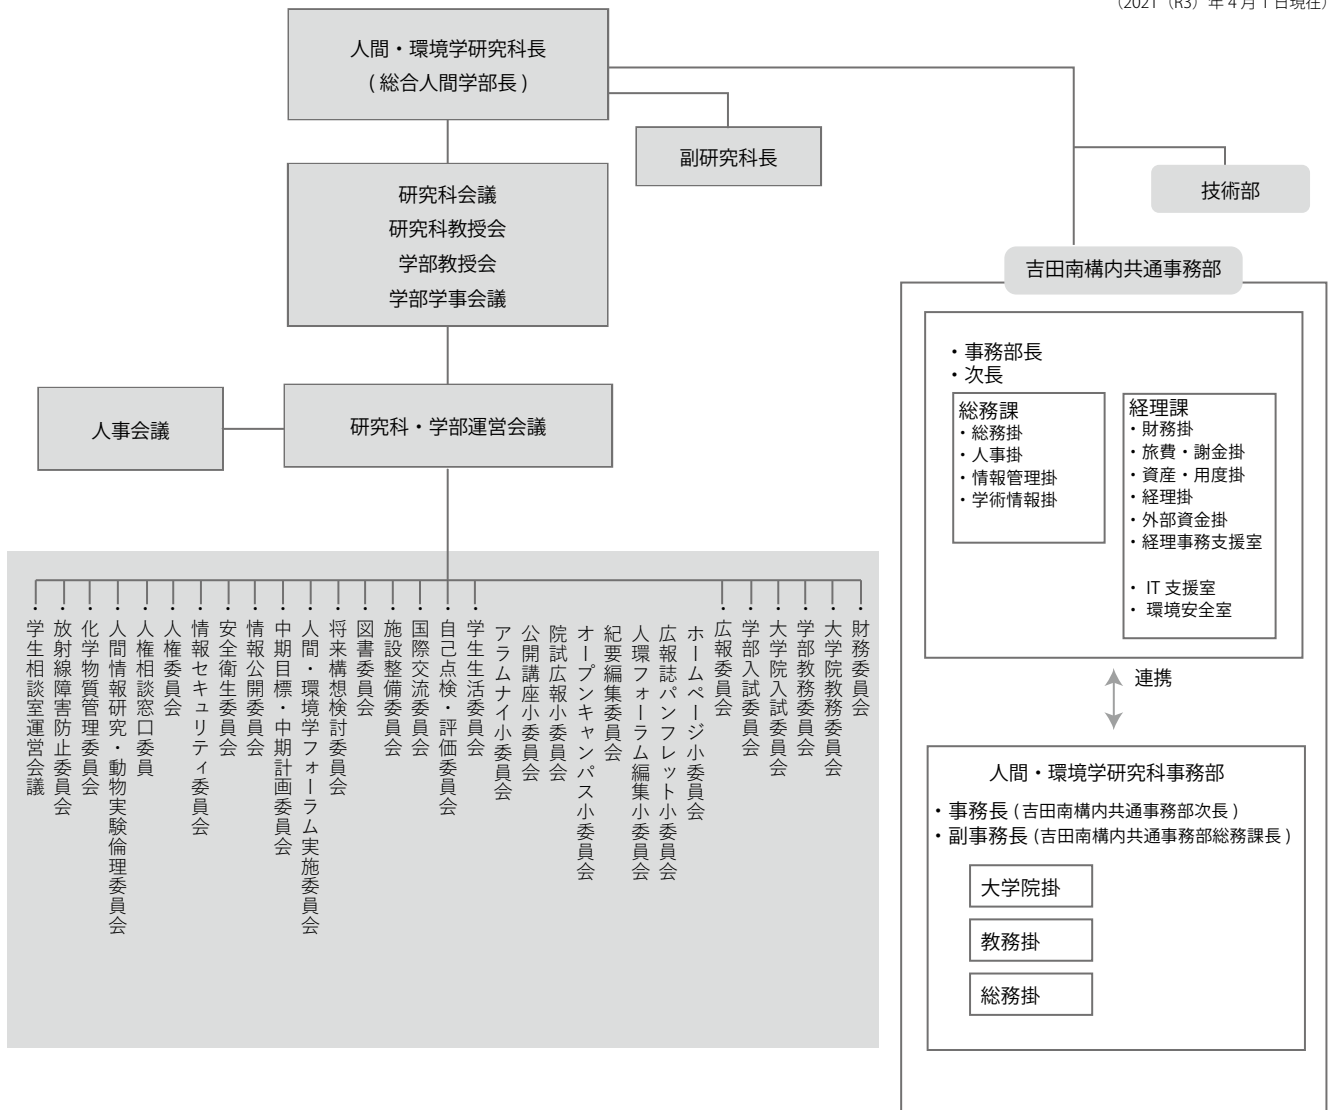 （2021（R3）年 4 月 1 日現在）
人間・環境学研究科長
( 総合人間学部長 )
副研究科長
技術部
研究科会議
研究科教授会
学部教授会
学部学事会議
吉田南構内共通事務部
人事会議
研究科・学部運営会議
・事務部長
・次長
総務課
・総務掛
・人事掛
・情報管理掛
・学術情報掛
経理課
・財務掛
・旅費・謝金掛
・資産・用度掛
・経理掛
・外部資金掛
・経理事務支援室
・IT 支援室
・環境安全室
連携
人間・環境学研究科事務部
・事務長 ( 吉田南構内共通事務部次長 )
・副事務長 ( 吉田南構内共通事務部総務課長 )
大学院掛
教務掛
総務掛
・財務委員会
・大学院教務委員会
・学部教務委員会
・大学院入試委員会
・学部入試委員会
・広報委員会
ホームページ小委員会
広報誌パンフレット小委員会
人環フォーラム編集小委員会
紀要編集委員会
オープンキャンパス小委員会
院試広報小委員会
公開講座小委員会
アラムナイ小委員会
・学生生活委員会
・自己点検・評価委員会
・国際交流委員会
・施設整備委員会
・図書委員会
・将来構想検討委員会
・人間・環境学フォーラム実施委員会
・中期目標・中期計画委員会
・情報公開委員会
・安全衛生委員会
・情報セキュリティ委員会
・人権委員会
・人権相談窓口委員
・人間情報研究・動物実験倫理委員会
・化学物質管理委員会
・放射線障害防止委員会
・学生相談室運営会議